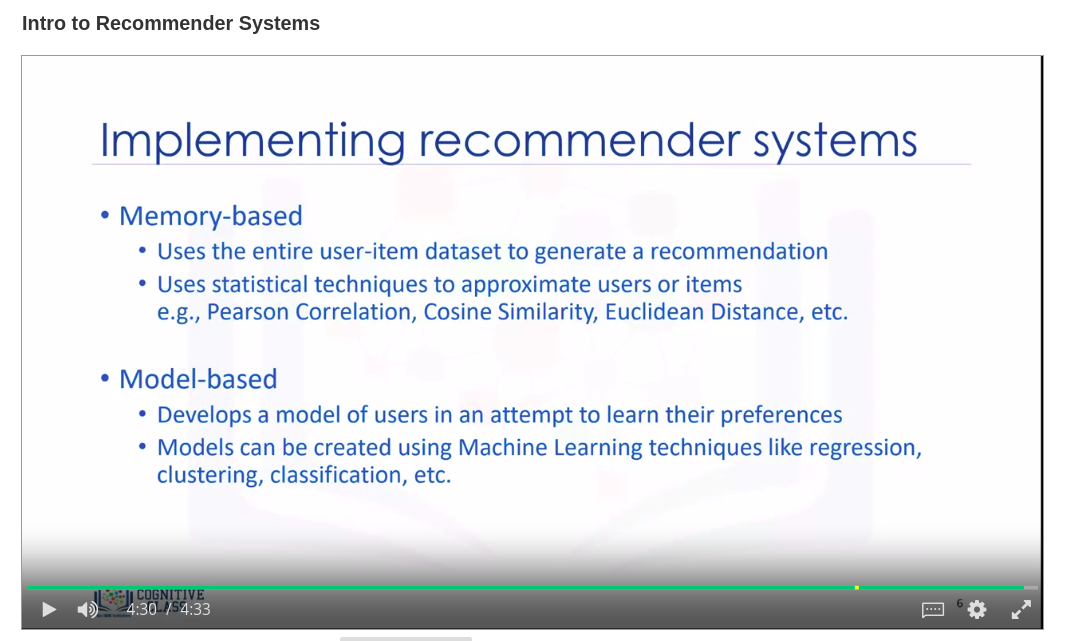 Intro to Recommender Systems
Implementing recommender systems
• Memory-based
• Uses the entire user-item dataset to generate a recommendation
• Uses statistical techniques to approximate users or items
e.g., Pearson Correlation, Cosine Similarity, Euclidean Distance, etc.
• Model-based
• Develops a model of users in an attempt to learn their preferences
• Models can be created using Machine Learning techniques like regression,
clustering, classification, etc.
COGNITIVE
CLASS
4:30 / 4:33
6